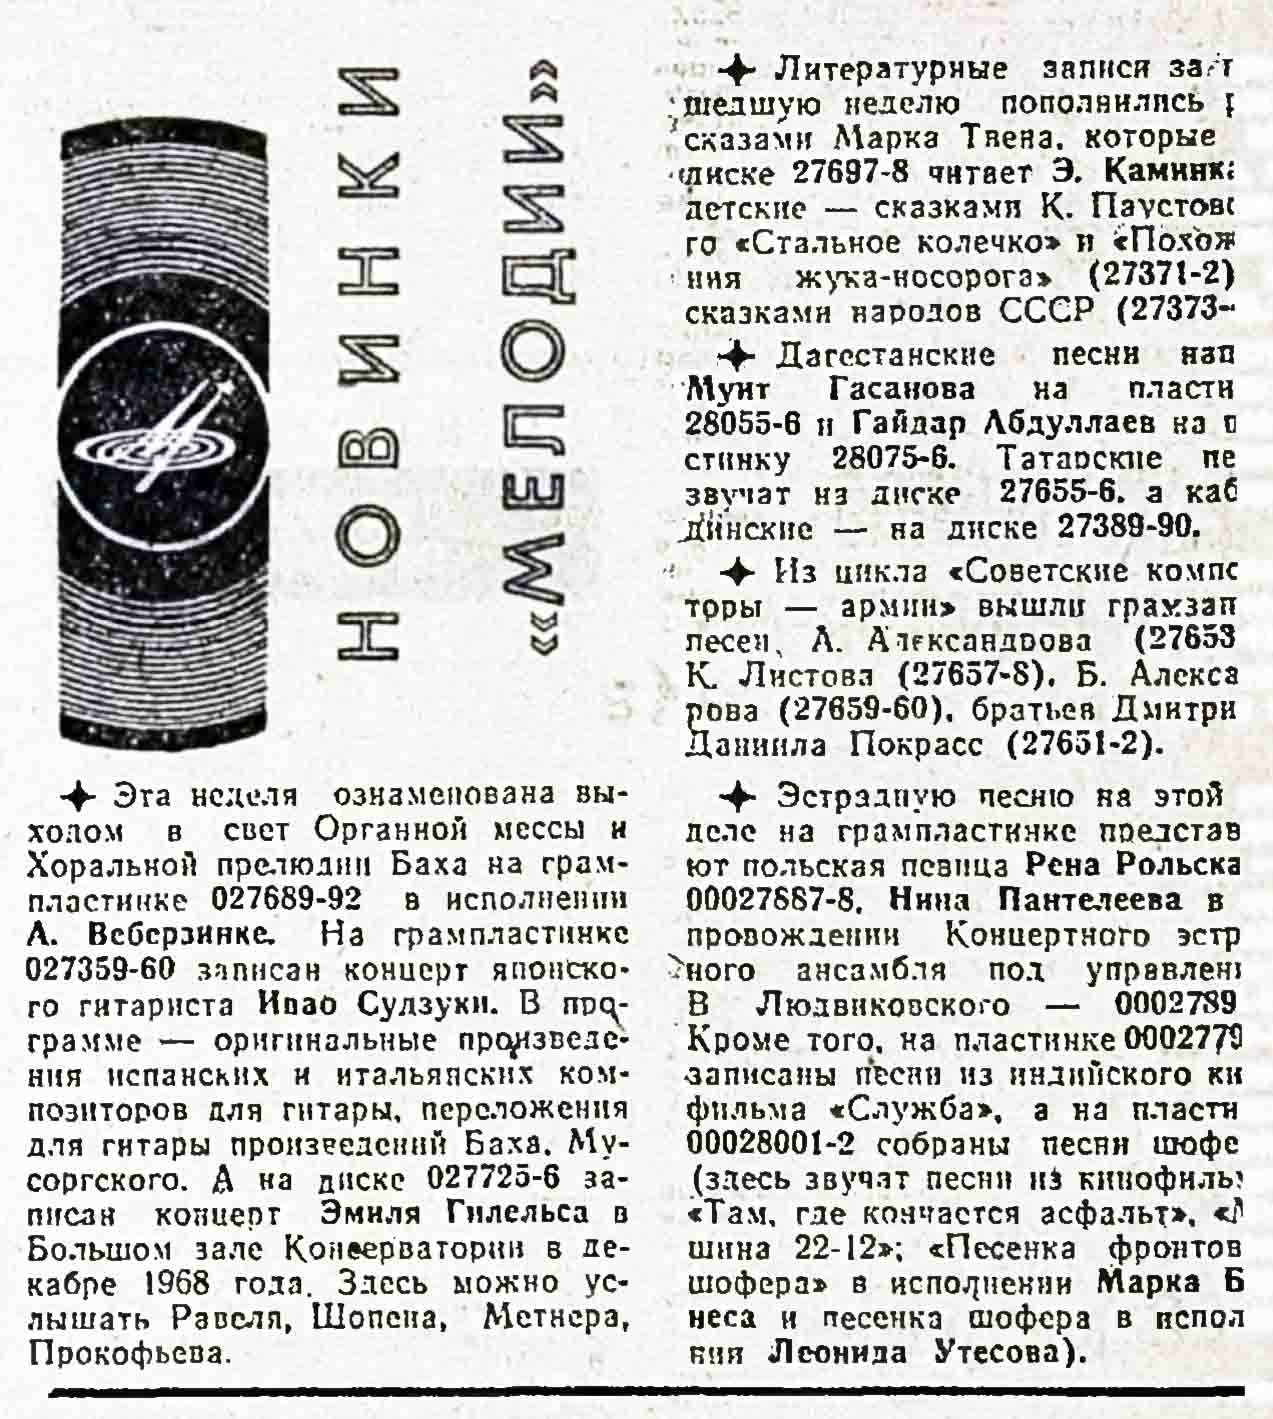 НОВИНКИ
«МЕЛОДИИ»
✦ Эта неделя ознаменована вы-
ходом в свет Органной мессы и
Хоральной прелюдии Баха на грам-
пластинке 027689-92 в исполнении
А. Веберзинке. На грампластинке
027359-60 записан концерт японско-
го гитариста Ивао Судзуки. В про-
грамме — оригинальные произведе-
ния испанских и итальянских ком-
позиторов для гитары, переложения
для гитары произведений Баха, Му-
соргского. А на диске 027725-6 за-
писан концерт Эмиля Гилельса в
Большом зале Консерватории в де-
кабре 1968 года. Здесь можно ус-
лышать Равеля, Шопена, Метнера,
Прокофьева.
✦ Литературные записи за
шедшую неделю пополнились
сказами Марка Твена, которые
диске 27697-8 читает Э. Каминка
детские — сказками К. Паустовс
го «Стальное колечко» и «Похож
ния жука-носорога» (27371-2)
сказками народов СССР (27373-
✦ Дагестанские песни нап
Муит Гасанова на пласти
28055-6 и Гайдар Абдуллаев на п
стинку 28075-6. Татарские пе
звучат на диске 27655-6, а каб
динские — на диске 27389-90.
✦ Из цикла «Советские компо
торы — армии» вышли грамзап
песен, А. Александрова (27653
К. Листова (27657-8), Б. Алекса
рова (27659-60), братьев Дмитри
Даниила Покрасс (27651-2).
✦ Эстрадную песню на этой
деле на грампластинке представ
ют польская певица Рена Рольска
00027887-8, Нина Пантелеева в
провождении Концертного эстр
ного ансамбля под управлени
В Людвиковского — 0002789
Кроме того, на пластинке 0002779
записаны песни из индийского ки
фильма «Служба», а на пласти
00028001-2 собраны песни шофе
(здесь звучат песни из кинофиль
«Там, где кончается асфальт», «М
шина 22-12»; «Песенка фронтов
шофера» в исполнении Марка Б
неса и песенка шофера в испол
ния Леонида Утесова).